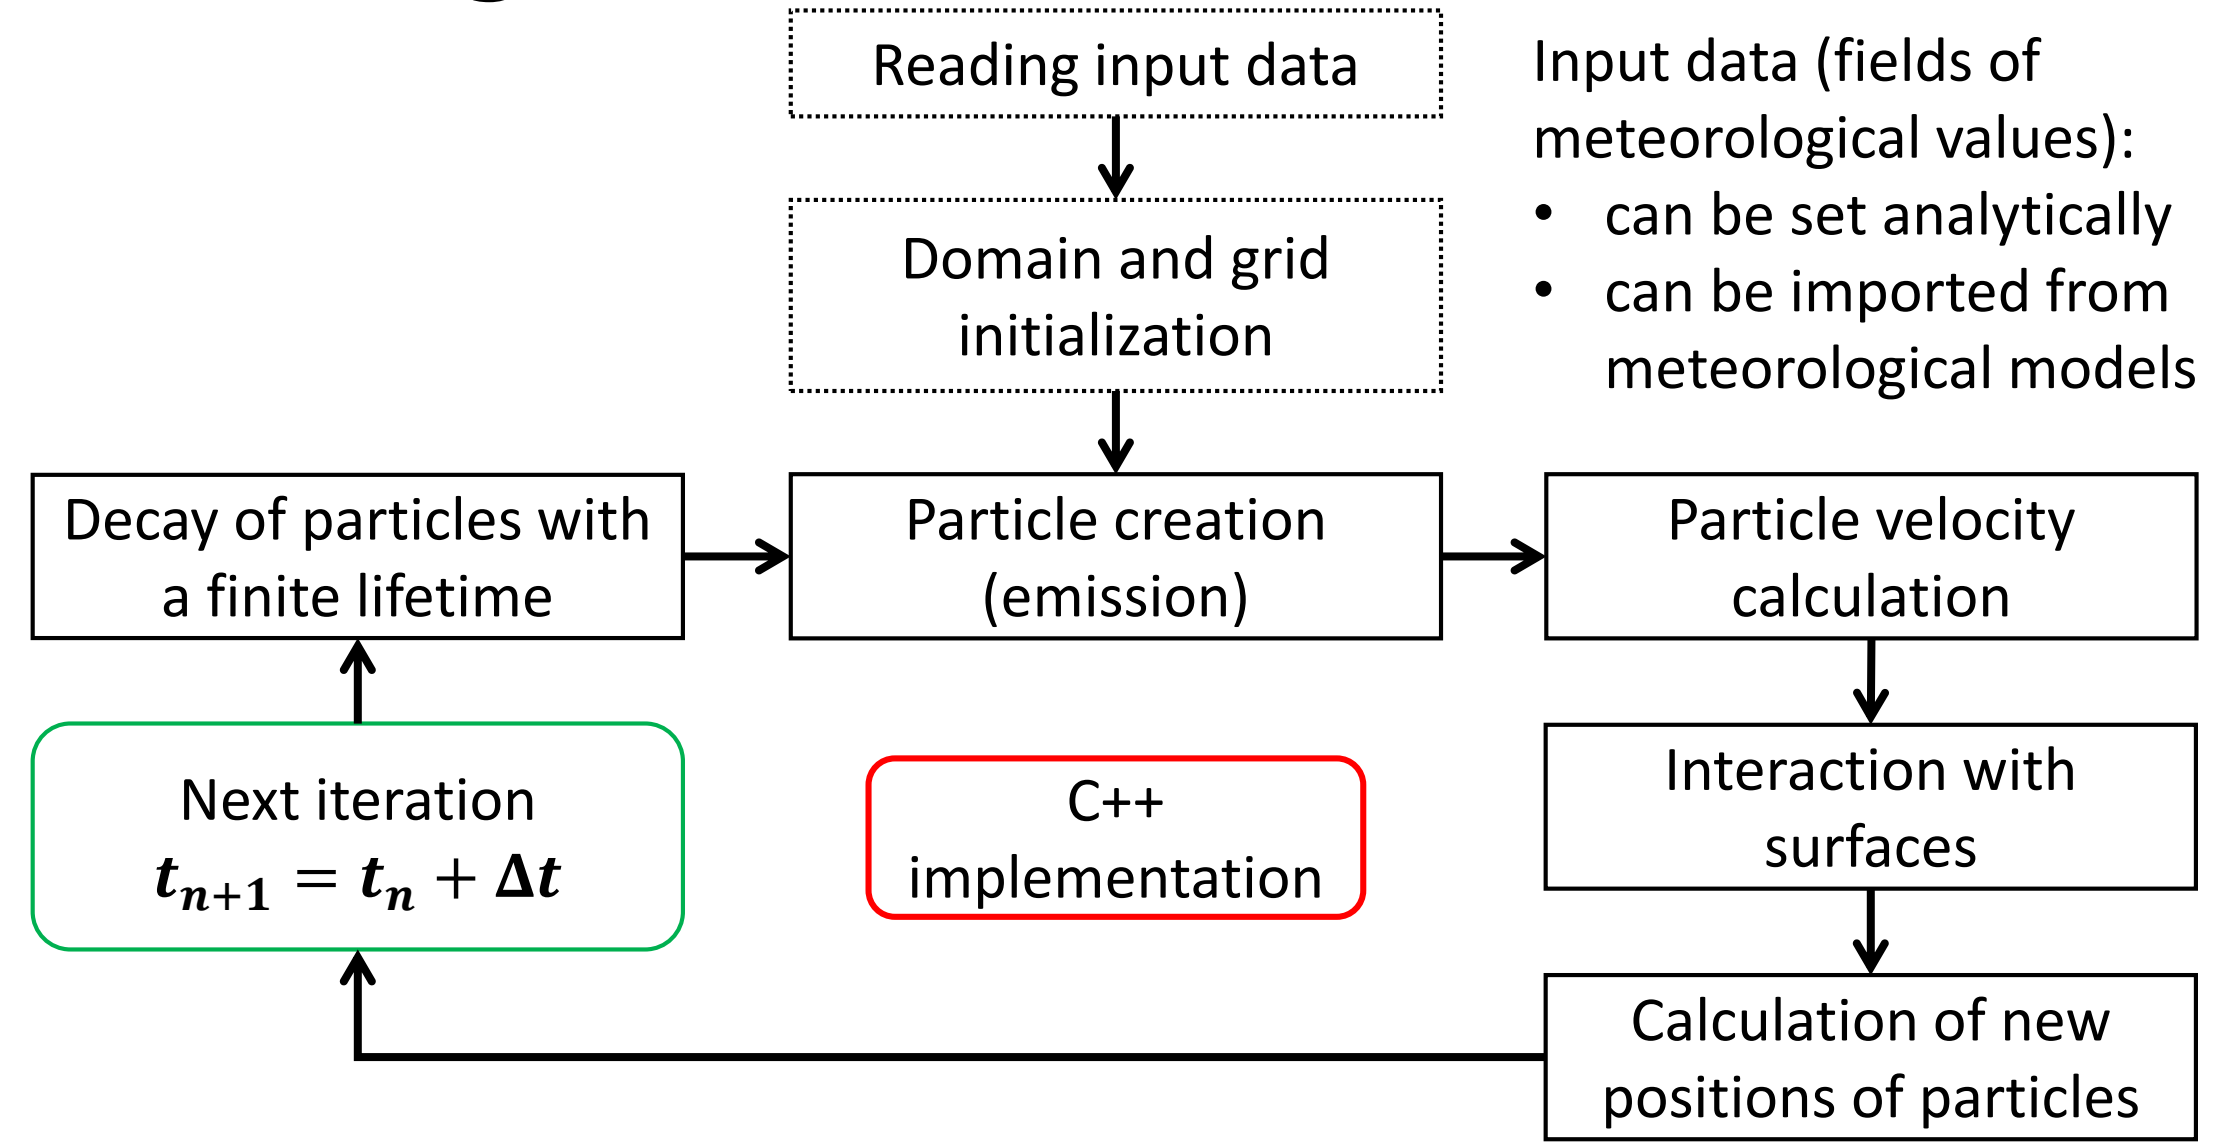 Reading input data
Input data (fields of
meteorological values):
• can be set analytically
• can be imported from
meteorological models
Domain and grid
initialization
Decay of particles with
a finite lifetime
Particle creation
(emission)
Particle velocity
calculation
Next iteration
tₙ₊₁ = tₙ + Δt
C++
implementation
Interaction with
surfaces
Calculation of new
positions of particles